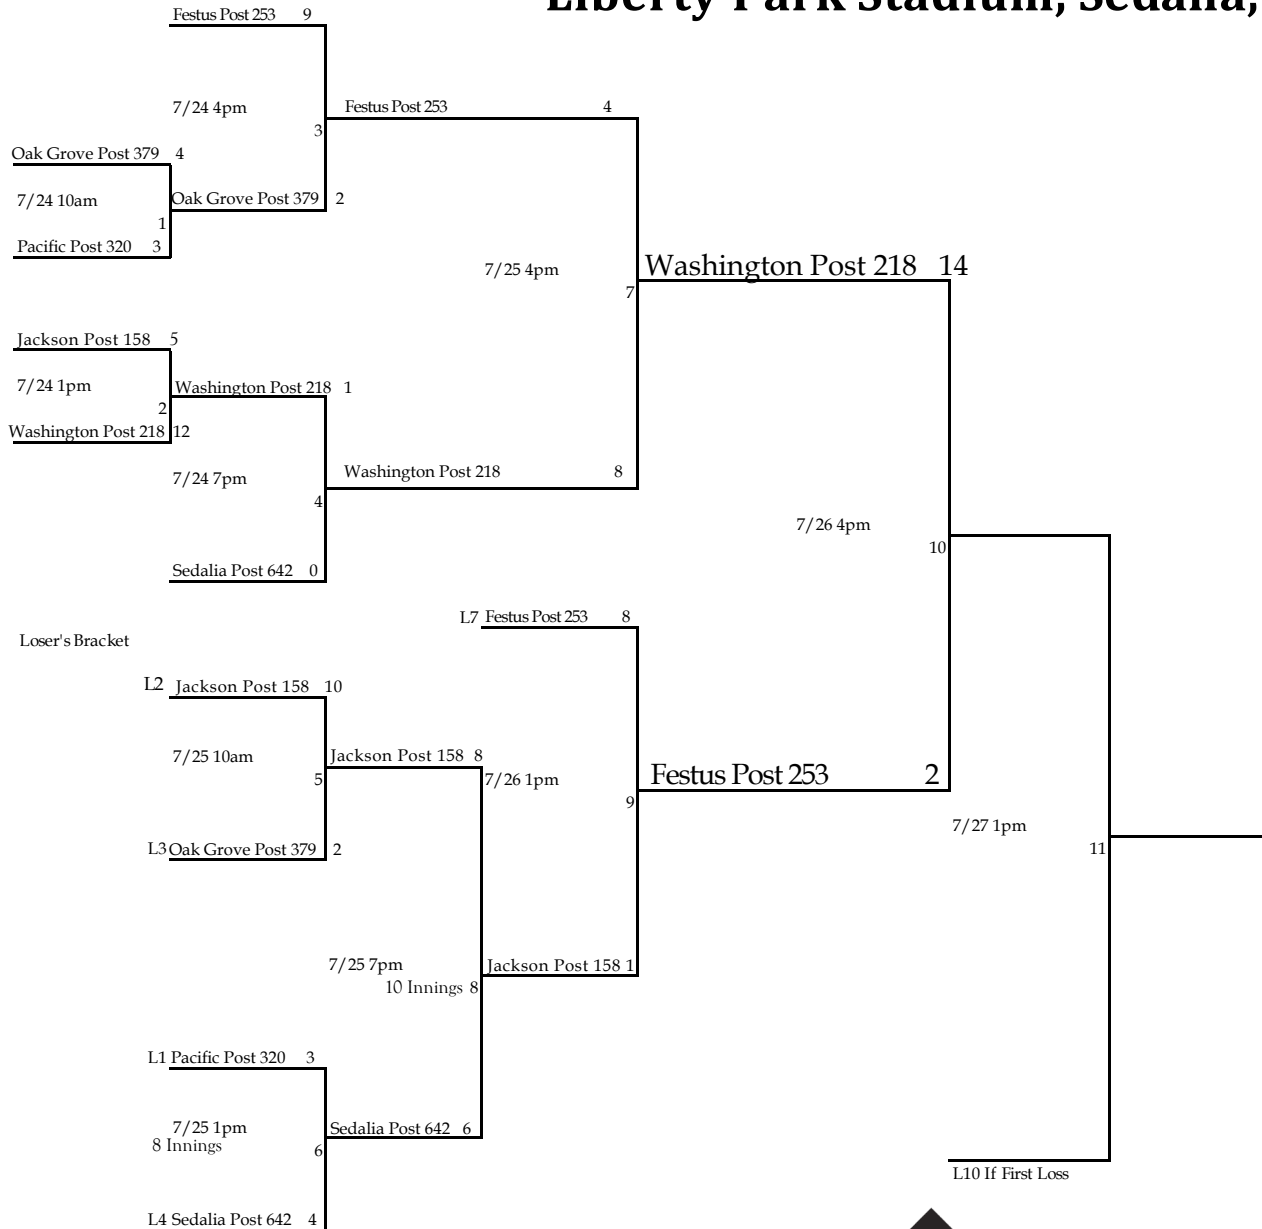 Liberty Park Stadium, Sedalia,
Festus Post 253 9
7/24 4pm
Festus Post 253 4
3
Oak Grove Post 379 4
7/24 10am
Oak Grove Post 379 2
1
Pacific Post 320 3
7/25 4pm
Washington Post 218 14
7
Jackson Post 158 5
7/24 1pm
Washington Post 218 1
2
Washington Post 218 12
7/24 7pm
Washington Post 218 8
4
7/26 4pm
10
Sedalia Post 642 0
L7 Festus Post 253 8
Loser's Bracket
L2 Jackson Post 158 10
7/25 10am
Jackson Post 158 8
5
7/26 1pm
Festus Post 253 2
9
7/27 1pm
11
L3 Oak Grove Post 379 2
7/25 7pm
Jackson Post 158 1
10 Innings 8
L1 Pacific Post 320 3
7/25 1pm
8 Innings
Sedalia Post 642 6
6
L10 If First Loss
L4 Sedalia Post 642 4